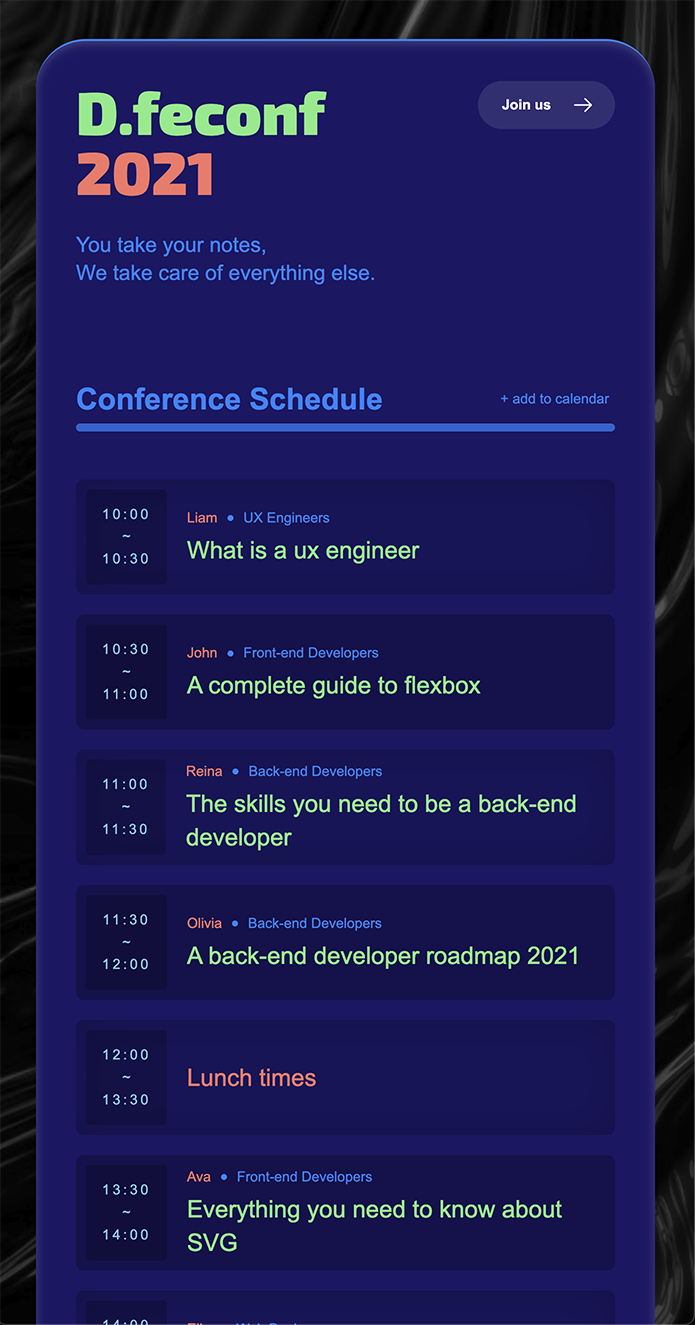 D.feconf
2021
Join us
You take your notes,
We take care of everything else.
Conference Schedule
+ add to calendar
10:00
~
10:30
Liam • UX Engineers
What is a ux engineer
10:30
~
11:00
John • Front-end Developers
A complete guide to flexbox
11:00
~
11:30
Reina • Back-end Developers
The skills you need to be a back-end
developer
11:30
~
12:00
Olivia • Back-end Developers
A back-end developer roadmap 2021
12:00
~
13:30
Lunch times
13:30
~
14:00
Ava • Front-end Developers
Everything you need to know about
SVG
14:00